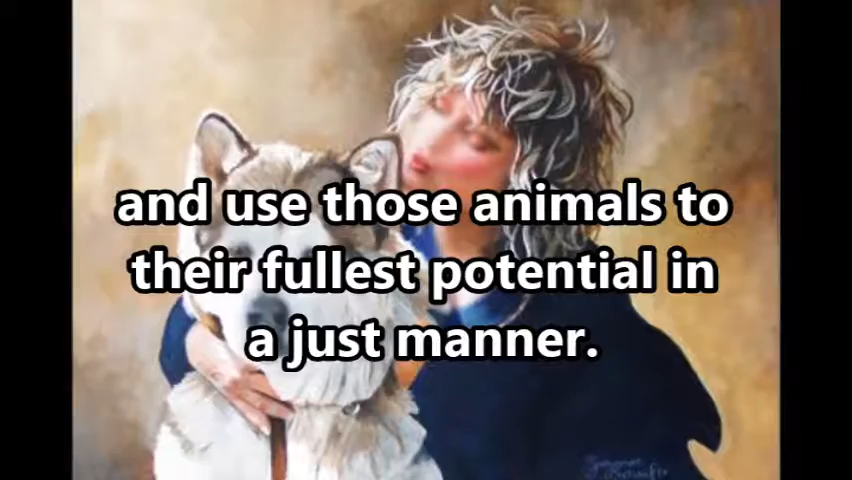 and use those animals to
their fullest potential in
a just manner.